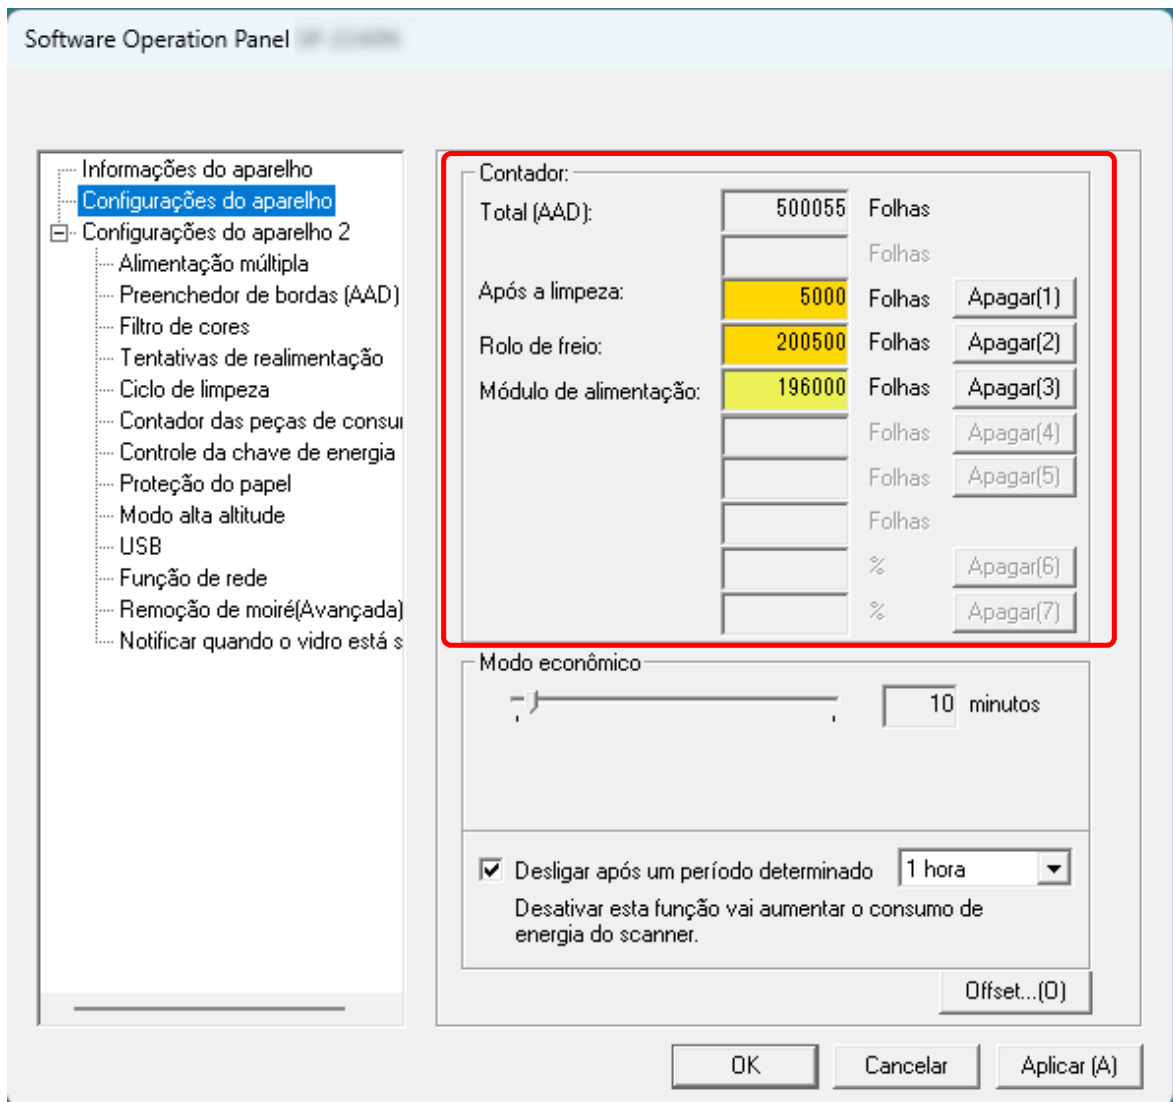 Software Operation Panel
Informações do aparelho
Configurações do aparelho
Configurações do aparelho 2
Alimentação múltipla
Preenchedor de bordas (AAD)
Filtro de cores
Tentativas de realimentação
Ciclo de limpeza
Contador das peças de consu
Controle da chave de energia
Proteção do papel
Modo alta altitude
USB
Função de rede
Remoção de moiré(Avançada)
Notificar quando o vidro está s
Contador:
Total (AAD): 500055 Folhas
Folhas
Após a limpeza: 5000 Folhas Apagar(1)
Rolo de freio: 200500 Folhas Apagar(2)
Módulo de alimentação: 196000 Folhas Apagar(3)
Folhas Apagar(4)
Folhas Apagar(5)
Folhas
% Apagar(6)
% Apagar(7)
Modo econômico
10 minutos
Desligar após um período determinado 1 hora
Desativar esta função vai aumentar o consumo de
energia do scanner.
Offset...(O)
OK Cancelar Aplicar (A)